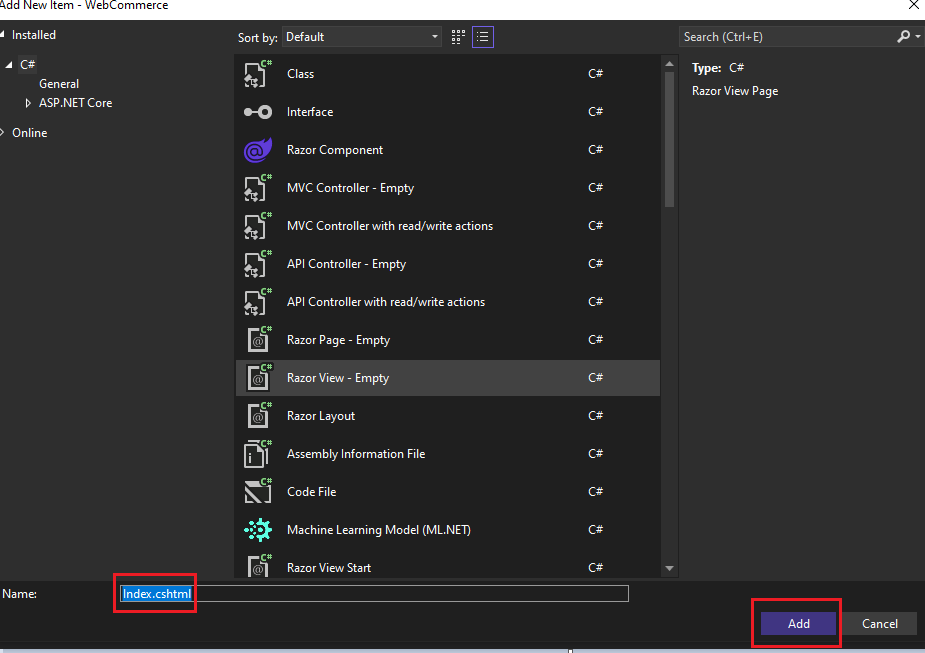 Add New Item - WebCommerce
Installed
Sort by: Default
Search (Ctrl+E)
C#
General
ASP.NET Core
Online
Class C#
Interface C#
Razor Component C#
MVC Controller - Empty C#
MVC Controller with read/write actions C#
API Controller - Empty C#
API Controller with read/write actions C#
Razor Page - Empty C#
Razor View - Empty C#
Razor Layout C#
Assembly Information File C#
Code File C#
Machine Learning Model (ML.NET) C#
Razor View Start C#
Type: C#
Razor View Page
Name: Index.cshtml
Add Cancel